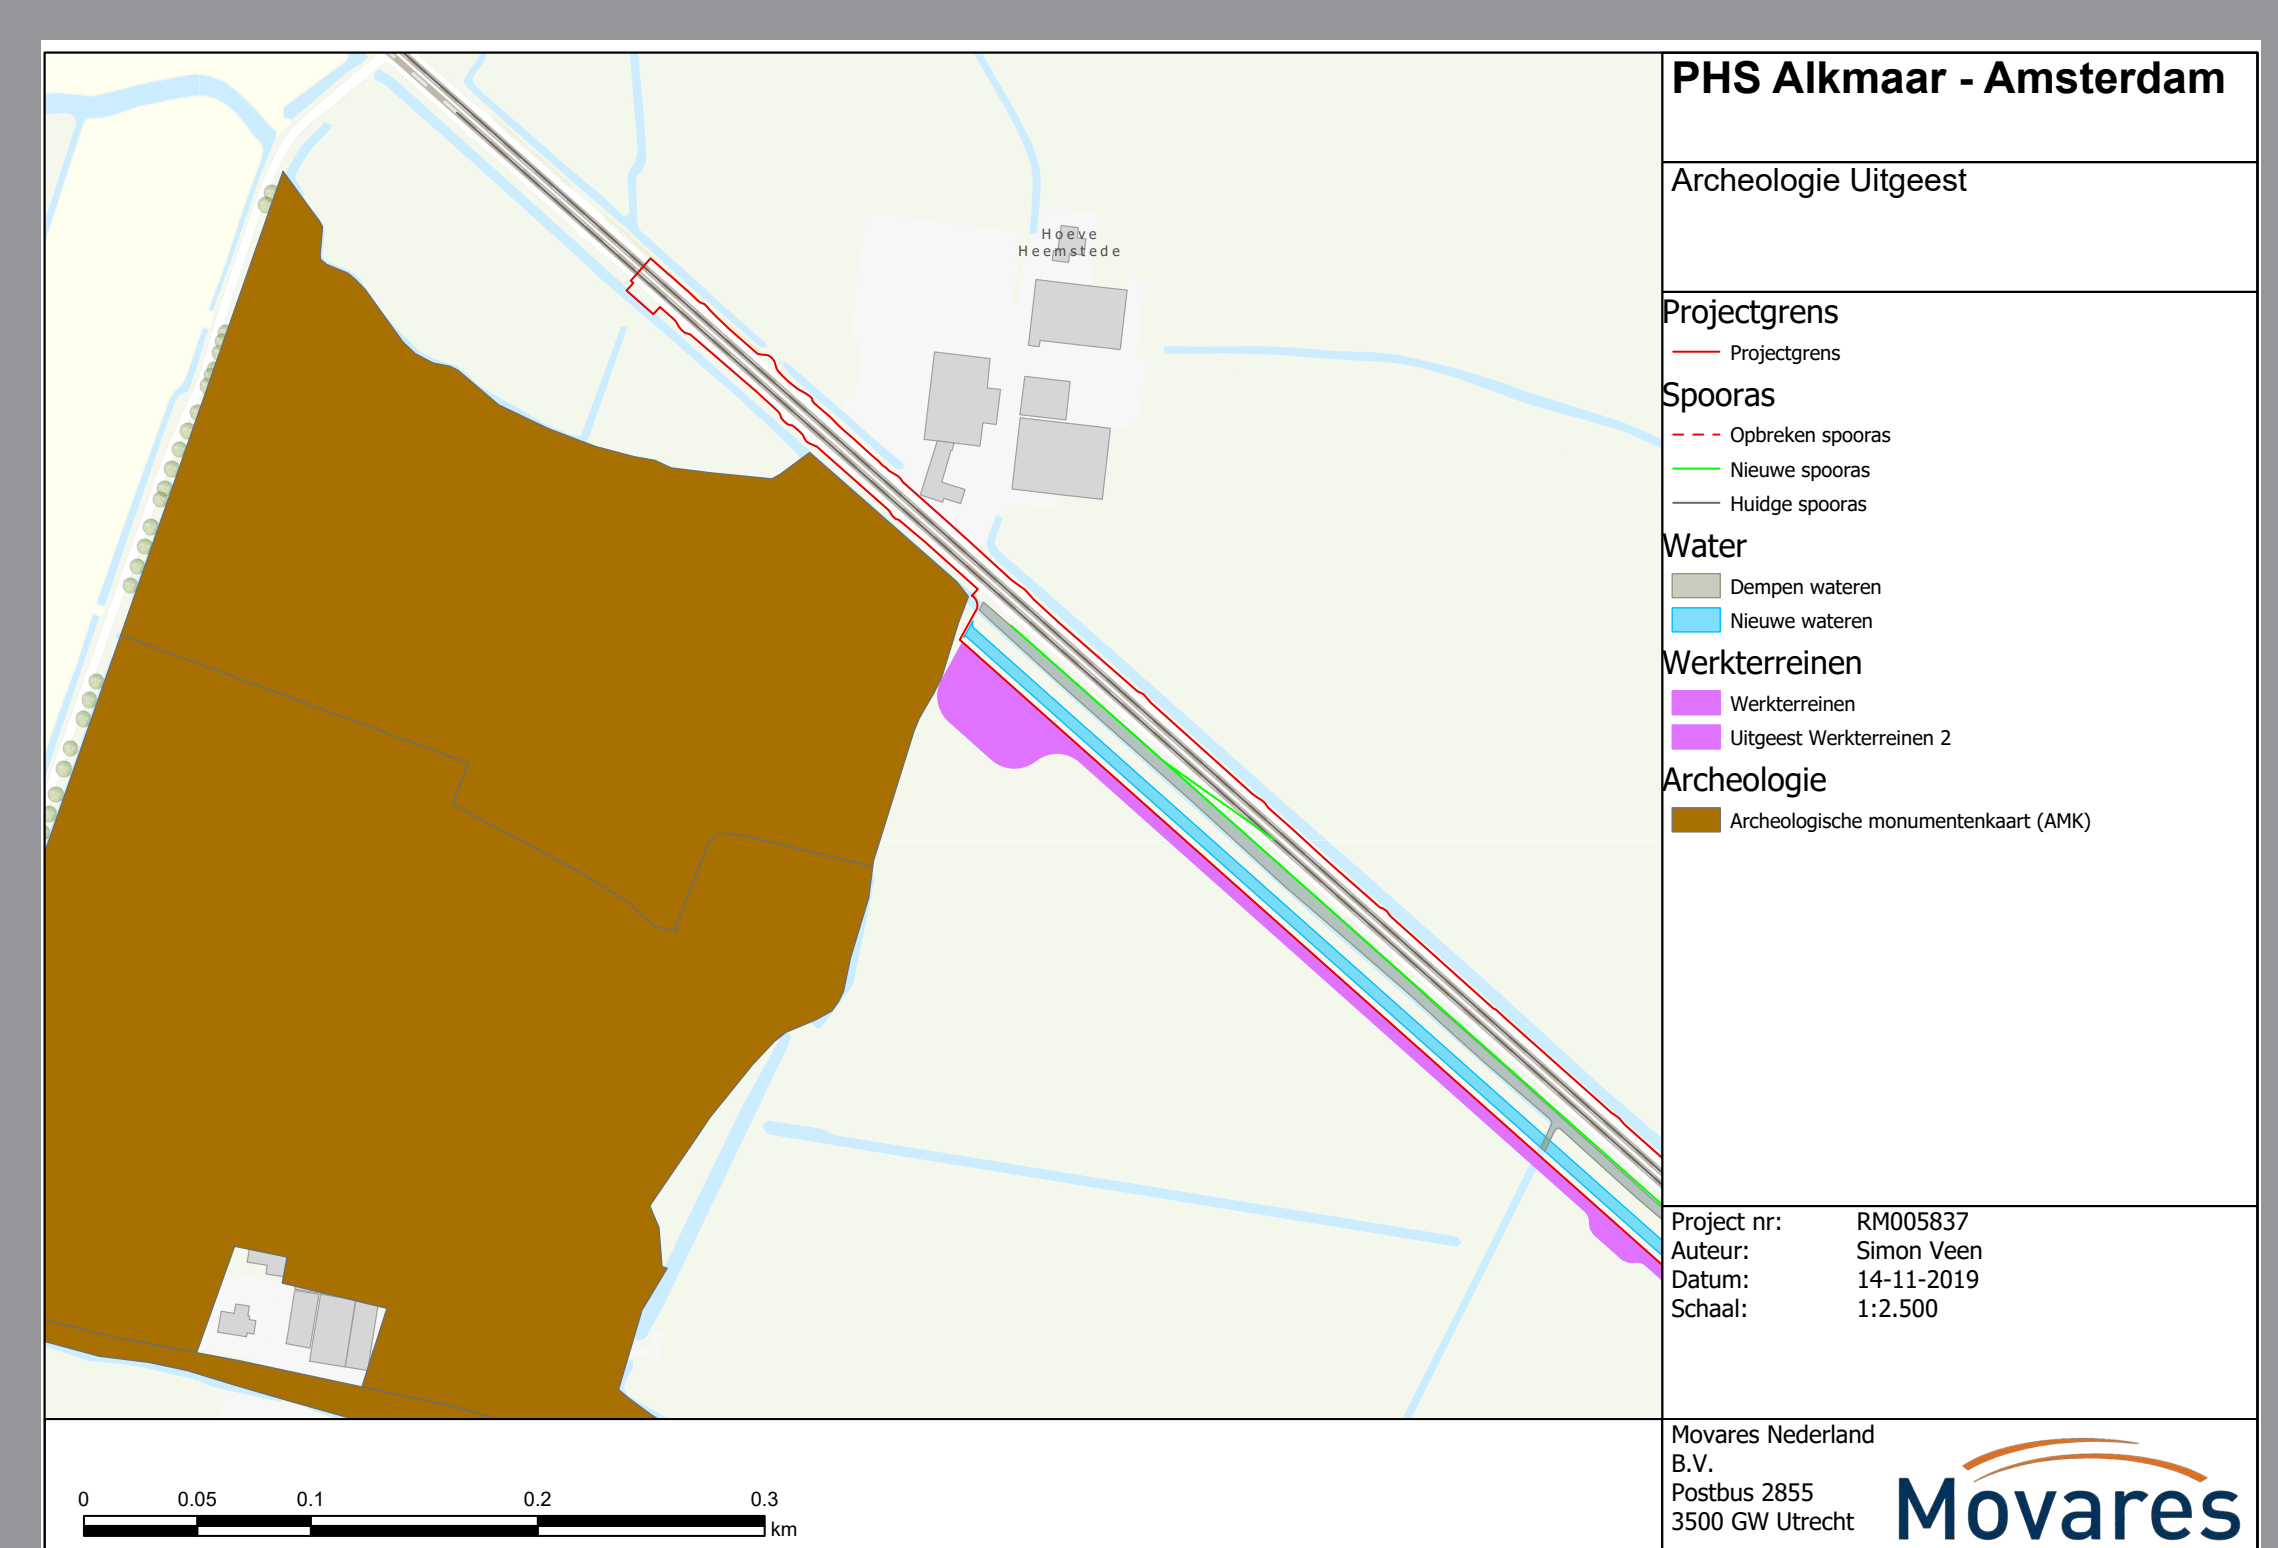 PHS Alkmaar - Amsterdam
Archeologie Uitgeest
Projectgrens
Projectgrens
Spooras
Opbreken spooras
Nieuwe spooras
Huidge spooras
Water
Dempen wateren
Nieuwe wateren
Werkterreinen
Werkterreinen
Uitgeest Werkterreinen 2
Archeologie
Archeologische monumentenkaart (AMK)
Hoeve
Heemstede
Project nr: RM005837
Auteur: Simon Veen
Datum: 14-11-2019
Schaal: 1:2.500
Movares Nederland
B.V.
Postbus 2855
3500 GW Utrecht
Movares
0 0.05 0.1 0.2 0.3
km